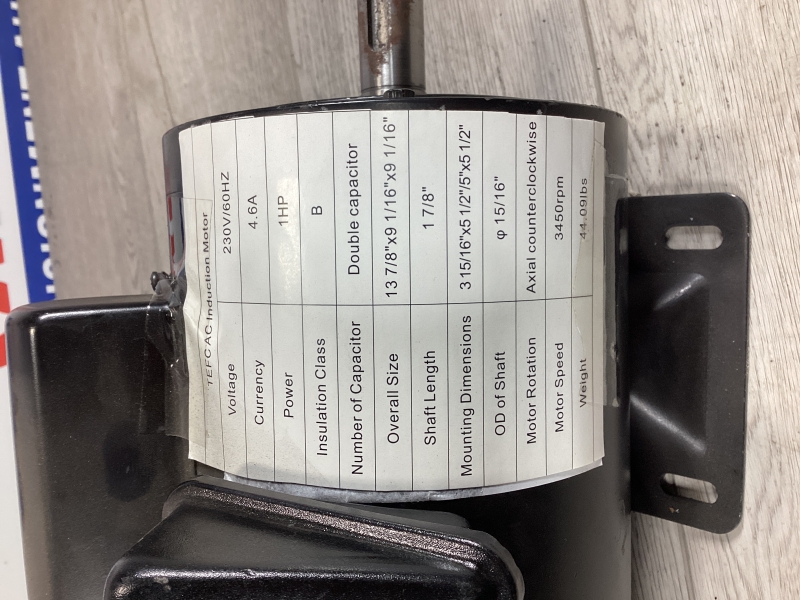 TEFC AC Induction Motor
Voltage 230V/60HZ
Currency 4.6A
Power 1HP
Insulation Class B
Number of Capacitor Double capacitor
Overall Size 13 7/8"x9 1/16"x9 1/16"
Shaft Length 1 7/8"
Mounting Dimensions 3 15/16"x5 1/2"/5"x5 1/2"
OD of Shaft φ 15/16"
Motor Rotation Axial counterclockwise
Motor Speed 3450rpm
Weight 44.09lbs